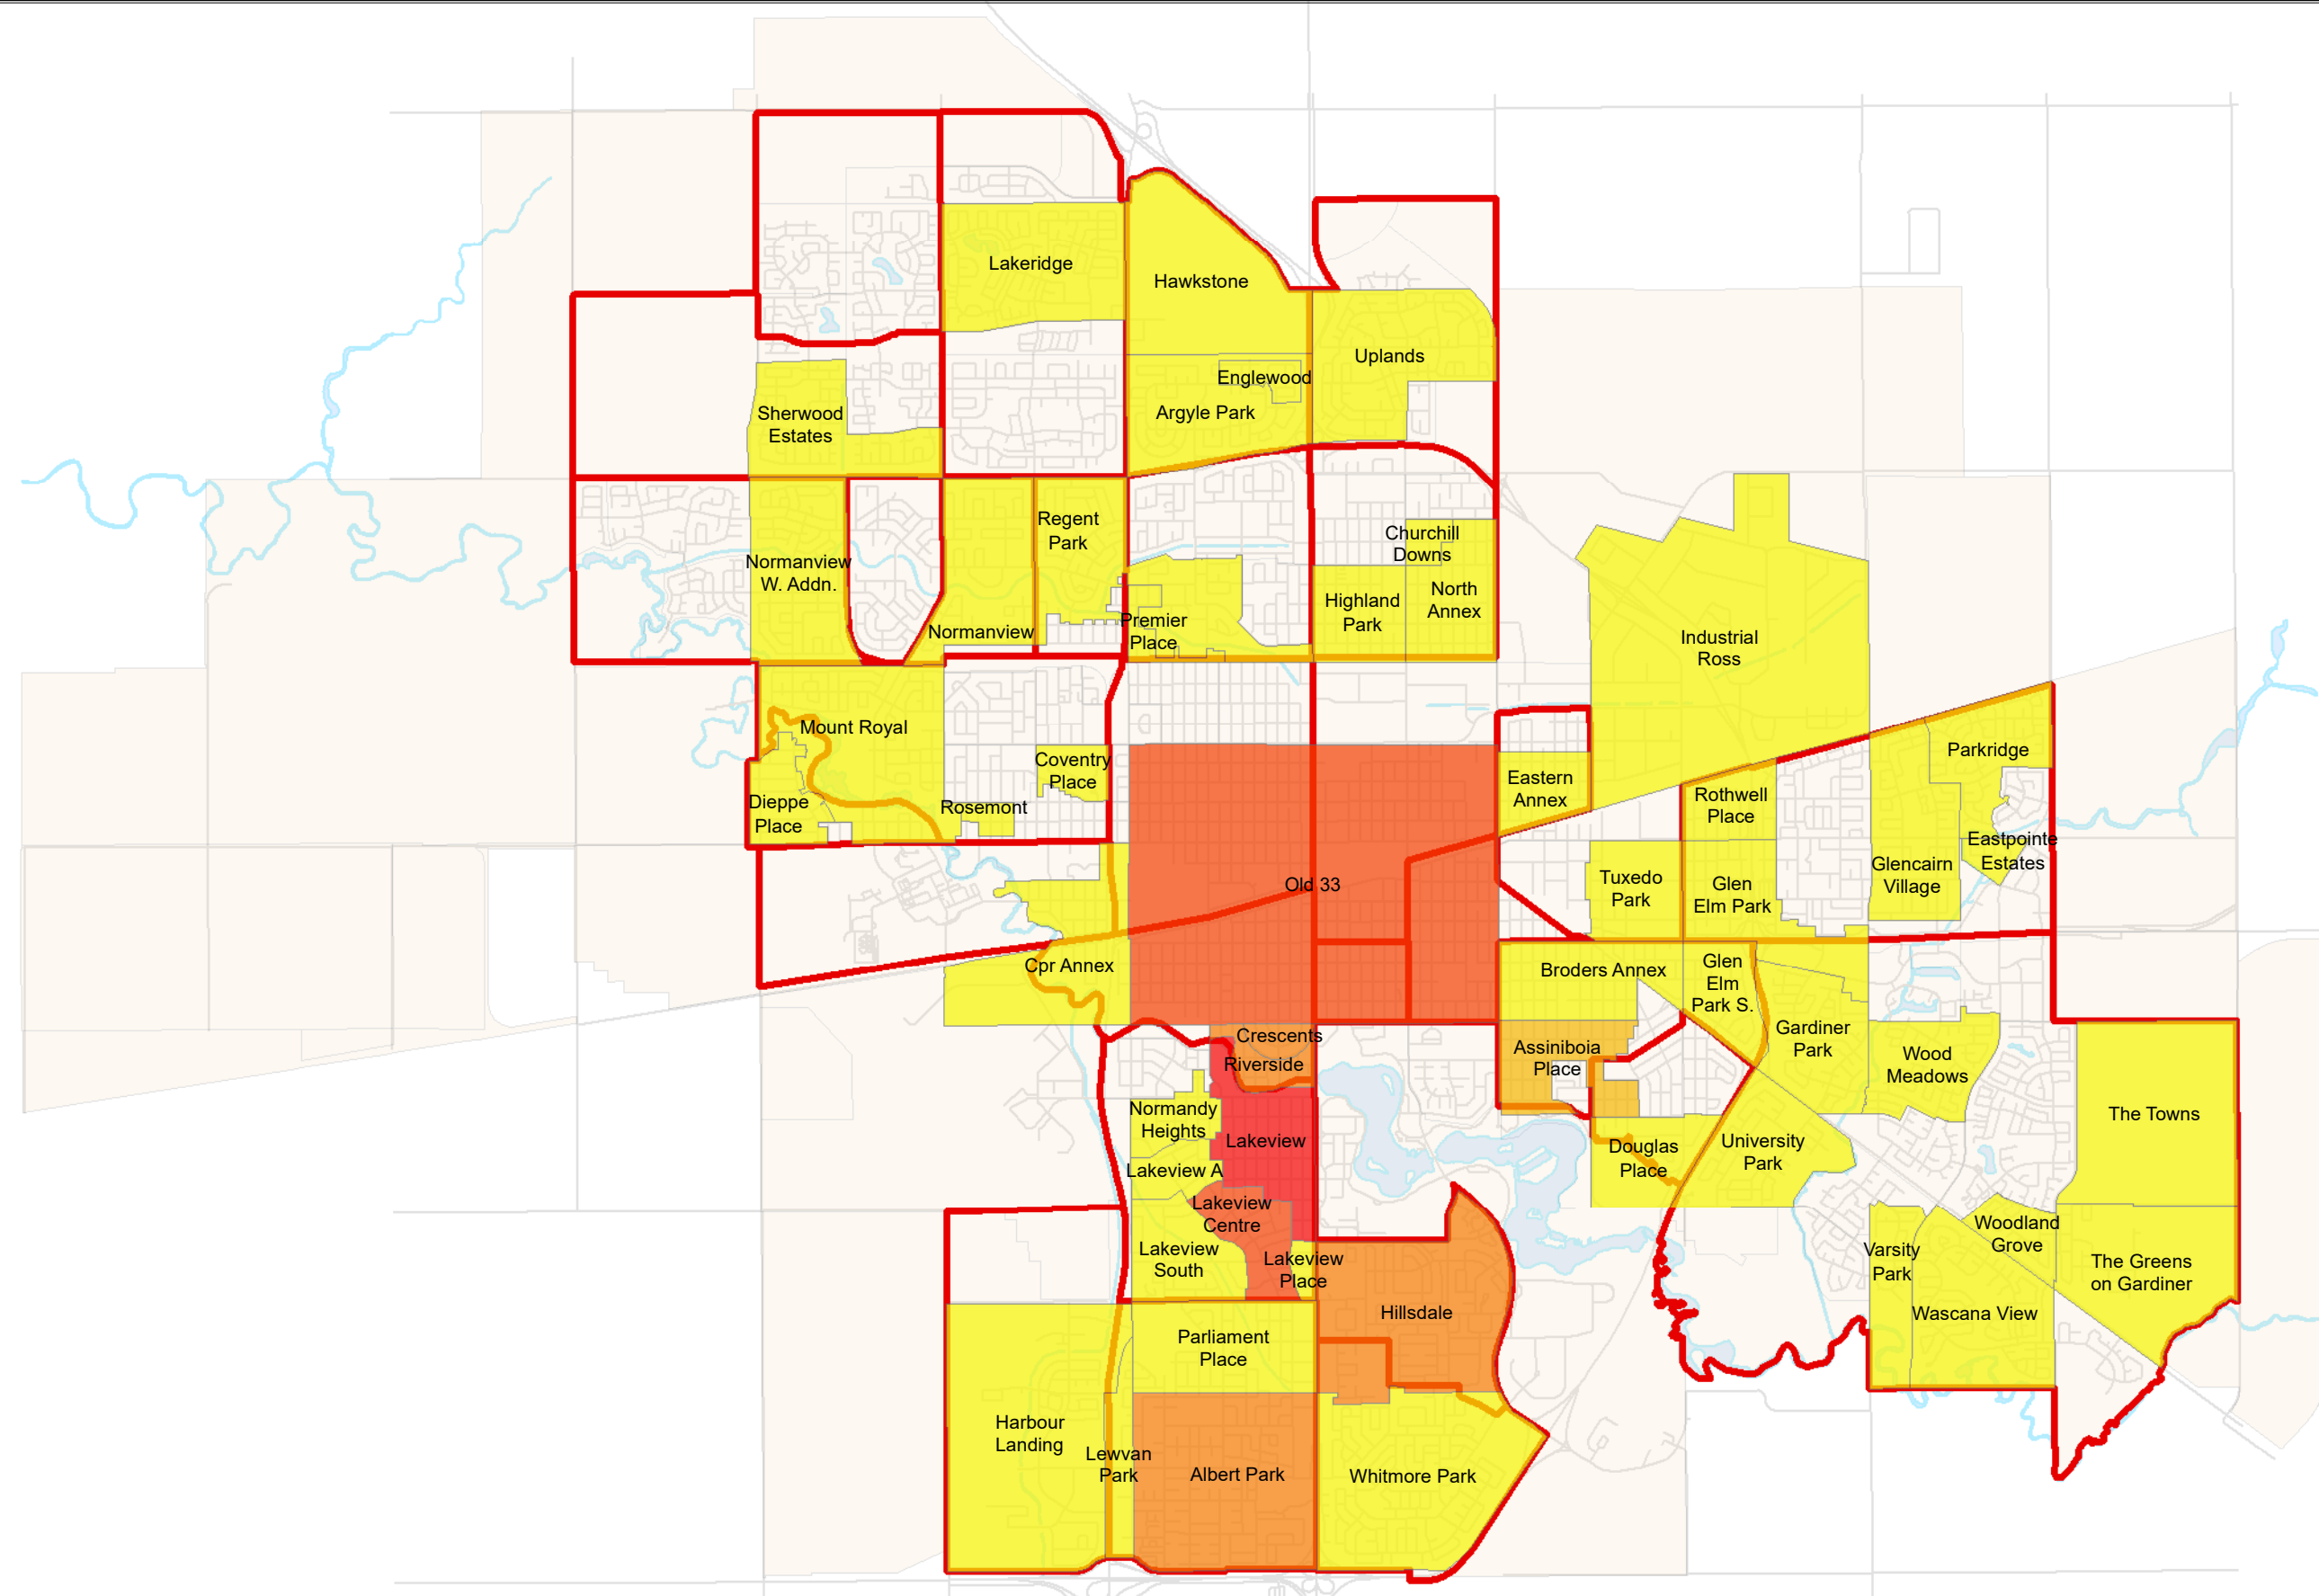 Lakeridge
Hawkstone
Uplands
Englewood
Argyle Park
Sherwood
Estates
Regent
Park
Churchill
Downs
Normanview
W. Addn.
North
Annex
Highland
Park
Normanview
Premier
Place
Industrial
Ross
Mount Royal
Coventry
Place
Dieppe
Place
Rosemont
Eastern
Annex
Rothwell
Place
Parkridge
Eastpointe
Estates
Glencairn
Village
Old 33
Tuxedo
Park
Glen
Elm Park
Cpr Annex
Broders Annex
Glen
Elm
Park S.
Crescents
Riverside
Assiniboia
Place
Gardiner
Park
Wood
Meadows
Normandy
Heights
Lakeview
Lakeview A
Douglas
Place
University
Park
The Towns
Lakeview
Centre
Lakeview
South
Lakeview
Place
Varsity
Park
Woodland
Grove
The Greens
on Gardiner
Hillsdale
Wascana View
Parliament
Place
Harbour
Landing
Lewvan
Park
Albert Park
Whitmore Park